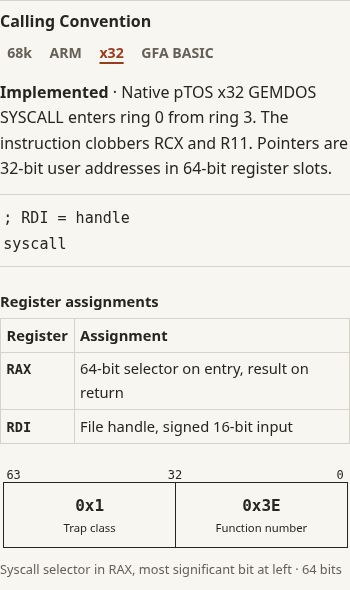 Calling Convention
68k ARM x32 GFA BASIC
Implemented · Native pTOS x32 GEMDOS
SYSCALL enters ring 0 from ring 3. The
instruction clobbers RCX and R11. Pointers are
32-bit user addresses in 64-bit register slots.
; RDI = handle
syscall
Register assignments
Register Assignment
RAX 64-bit selector on entry, result on
return
RDI File handle, signed 16-bit input
63 32 0
0x1 0x3E
Trap class Function number
Syscall selector in RAX, most significant bit at left · 64 bits